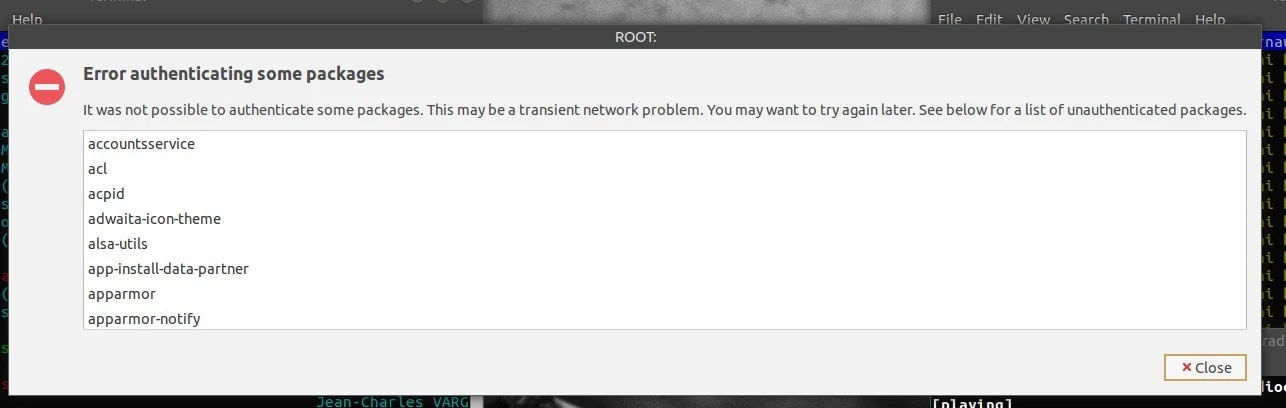 Help
File Edit View Search Terminal Help
ROOT:
Error authenticating some packages
It was not possible to authenticate some packages. This may be a transient network problem. You may want to try again later. See below for a list of unauthenticated packages.
accountsservice
acl
acpid
adwaita-icon-theme
alsa-utils
app-install-data-partner
apparmor
apparmor-notify
Close
Jean-Charles VARG
[playing]